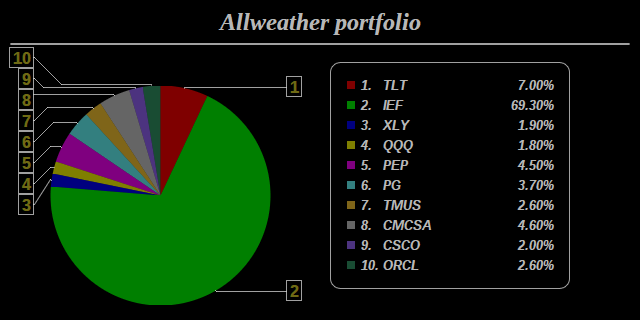 Allweather portfolio
10
9
8
7
6
5
4
3
1
2
1. TLT 7.00%
2. IEF 69.30%
3. XLY 1.90%
4. QQQ 1.80%
5. PEP 4.50%
6. PG 3.70%
7. TMUS 2.60%
8. CMCSA 4.60%
9. CSCO 2.00%
10. ORCL 2.60%